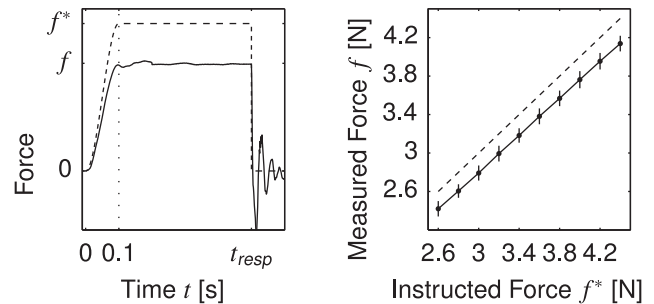 f*
f
0
Force
0 0.1 t_resp
Time t [s]
4.2
3.8
3.4
3
2.6
Measured Force f [N]
2.6 3 3.4 3.8 4.2
Instructed Force f* [N]